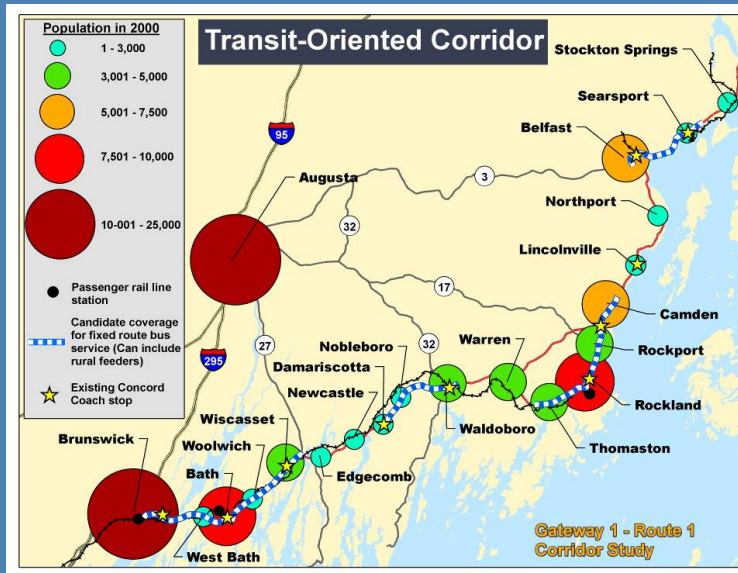 Transit-Oriented Corridor
Population in 2000
1 - 3,000
3,001 - 5,000
5,001 - 7,500
7,501 - 10,000
10-001 - 25,000
Passenger rail line
station
Candidate coverage
for fixed route bus
service (Can include
rural feeders)
Existing Concord
Coach stop
Stockton Springs
Searsport
Belfast
95
Augusta
3
Northport
32
Lincolnville
17
Camden
Nobleboro
Warren
Rockport
295
27
32
Damariscotta
Newcastle
Rockland
Wiscasset
Waldoboro
Brunswick
Woolwich
Thomaston
Bath
Edgecomb
West Bath
Gateway 1 - Route 1
Corridor Study